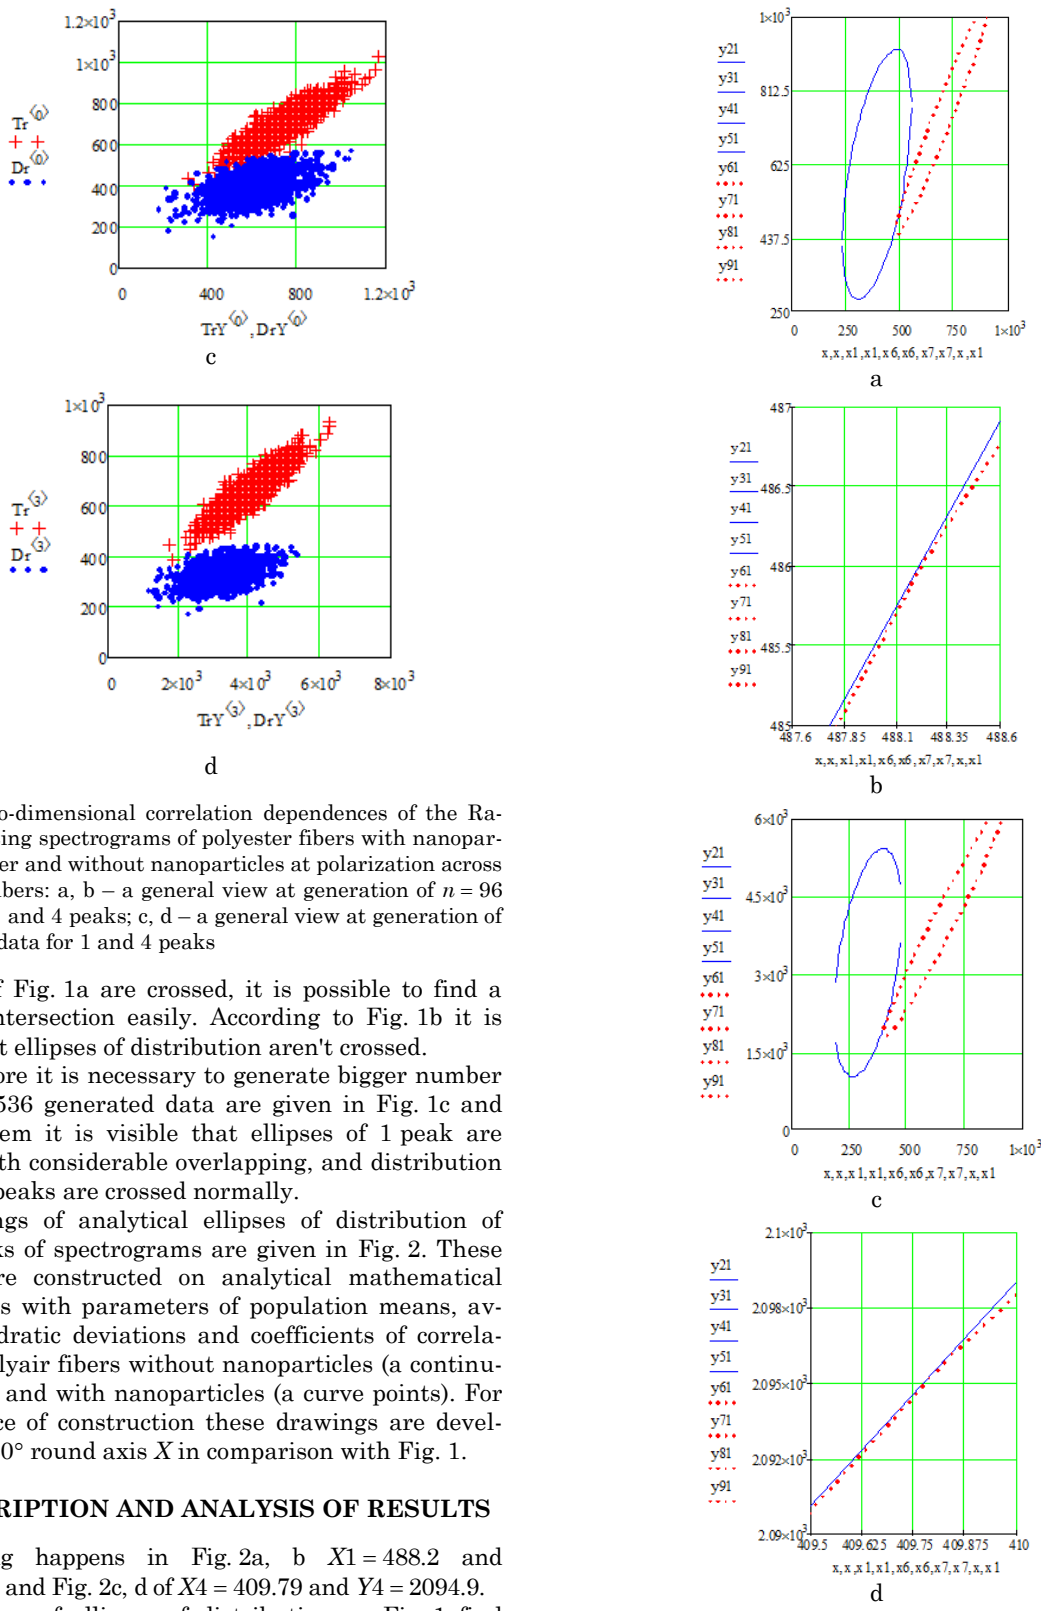 1.2×10³
1×10³
800
600
400
200
0
Tr⟨0⟩
Dr⟨0⟩
0 400 800 1.2×10³
TrY⟨0⟩,DrY⟨0⟩
c
1×10³
800
600
400
200
0
Tr⟨3⟩
Dr⟨3⟩
0 2×10³ 4×10³ 6×10³ 8×10³
TrY⟨3⟩,DrY⟨3⟩
d
o-dimensional correlation dependences of the Ra-
ing spectrograms of polyester fibers with nanopar-
er and without nanoparticles at polarization across
ibers: a, b – a general view at generation of n = 96
1 and 4 peaks; c, d – a general view at generation of
data for 1 and 4 peaks
f Fig. 1a are crossed, it is possible to find a
ntersection easily. According to Fig. 1b it is
t ellipses of distribution aren't crossed.
ore it is necessary to generate bigger number
536 generated data are given in Fig. 1c and
em it is visible that ellipses of 1 peak are
th considerable overlapping, and distribution
peaks are crossed normally.
ngs of analytical ellipses of distribution of
ks of spectrograms are given in Fig. 2. These
re constructed on analytical mathematical
s with parameters of population means, av-
dratic deviations and coefficients of correla-
lyair fibers without nanoparticles (a continu-
and with nanoparticles (a curve points). For
ce of construction these drawings are devel-
0° round axis X in comparison with Fig. 1.
RIPTION AND ANALYSIS OF RESULTS
g happens in Fig. 2a, b X1 = 488.2 and
and Fig. 2c, d of X4 = 409.79 and Y4 = 2094.9.
of ellipses of distribution on Fig. 1 find
y21
y31
y41
y51
y61
y71
y81
y91
1×10³
812.5
625
437.5
250
0 250 500 750 1×10³
x,x,x1,x1,x6,x6,x7,x7,x,x1
a
y21
y31
y41
y51
y61
y71
y81
y91
487
486.5
486
485.5
485
487.6 487.85 488.1 488.35 488.6
x,x,x1,x1,x6,x6,x7,x7,x,x1
b
y21
y31
y41
y51
y61
y71
y81
y91
6×10³
4.5×10³
3×10³
1.5×10³
0
0 250 500 750 1×10³
x,x,x1,x1,x6,x6,x7,x7,x,x1
c
y21
y31
y41
y51
y61
y71
y81
y91
2.1×10³
2.098×10³
2.095×10³
2.092×10³
2.09×10³
409.5 409.625 409.75 409.875 410
x,x,x1,x1,x6,x6,x7,x7,x,x1
d